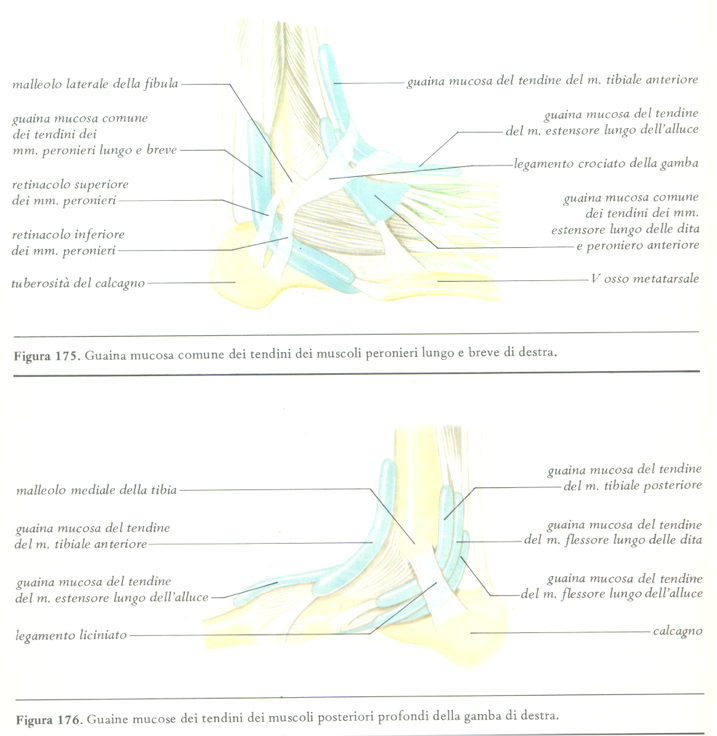 malleolo laterale della fibula
guaina mucosa comune
dei tendini dei
mm. peronieri lungo e breve
retinacolo superiore
dei mm. peronieri
retinacolo inferiore
dei mm. peronieri
tuberosità del calcagno
guaina mucosa del tendine del m. tibiale anteriore
guaina mucosa del tendine
del m. estensore lungo dell'alluce
legamento crociato della gamba
guaina mucosa comune
dei tendini dei mm.
estensore lungo delle dita
e peroniero anteriore
V osso metatarsale
Figura 175. Guaina mucosa comune dei tendini dei muscoli peronieri lungo e breve di destra.
malleolo mediale della tibia
guaina mucosa del tendine
del m. tibiale anteriore
guaina mucosa del tendine
del m. estensore lungo dell'alluce
legamento liciniato
guaina mucosa del tendine
del m. tibiale posteriore
guaina mucosa del tendine
del m. flessore lungo delle dita
guaina mucosa del tendine
del m. flessore lungo dell'alluce
calcagno
Figura 176. Guaine mucose dei tendini dei muscoli posteriori profondi della gamba di destra.